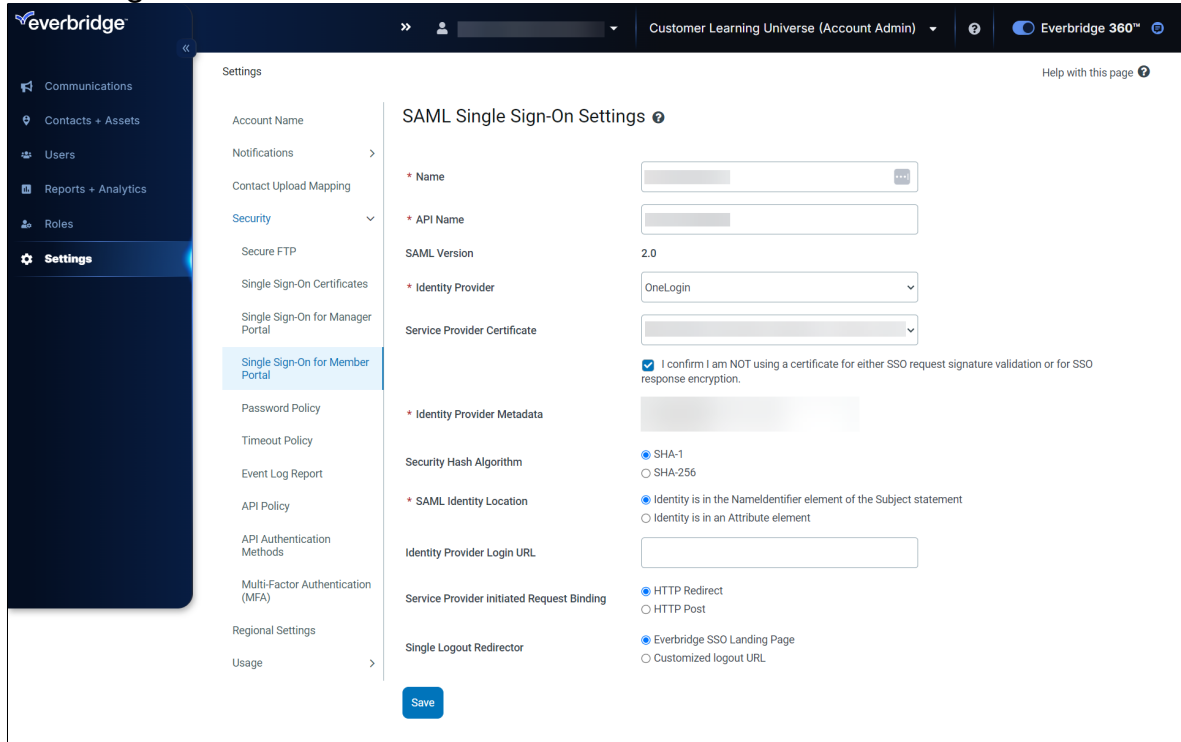 everbridge
Customer Learning Universe (Account Admin)
Everbridge 360™
Communications
Contacts + Assets
Users
Reports + Analytics
Roles
Settings
Settings
Help with this page
Account Name
Notifications
Contact Upload Mapping
Security
Secure FTP
Single Sign-On Certificates
Single Sign-On for Manager
Portal
Single Sign-On for Member
Portal
Password Policy
Timeout Policy
Event Log Report
API Policy
API Authentication
Methods
Multi-Factor Authentication
(MFA)
Regional Settings
Usage
SAML Single Sign-On Settings
* Name
* API Name
SAML Version
2.0
* Identity Provider
OneLogin
Service Provider Certificate
I confirm I am NOT using a certificate for either SSO request signature validation or for SSO
response encryption.
* Identity Provider Metadata
Security Hash Algorithm
SHA-1
SHA-256
* SAML Identity Location
Identity is in the NameIdentifier element of the Subject statement
Identity is in an Attribute element
Identity Provider Login URL
Service Provider initiated Request Binding
HTTP Redirect
HTTP Post
Single Logout Redirector
Everbridge SSO Landing Page
Customized logout URL
Save